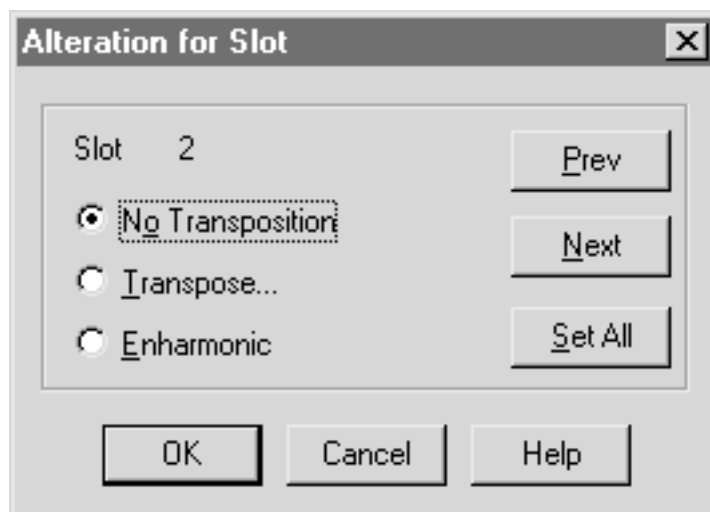 Alteration for Slot
Slot 2
Prev
No Transposition
Next
Transpose...
Enharmonic
Set All
OK Cancel Help